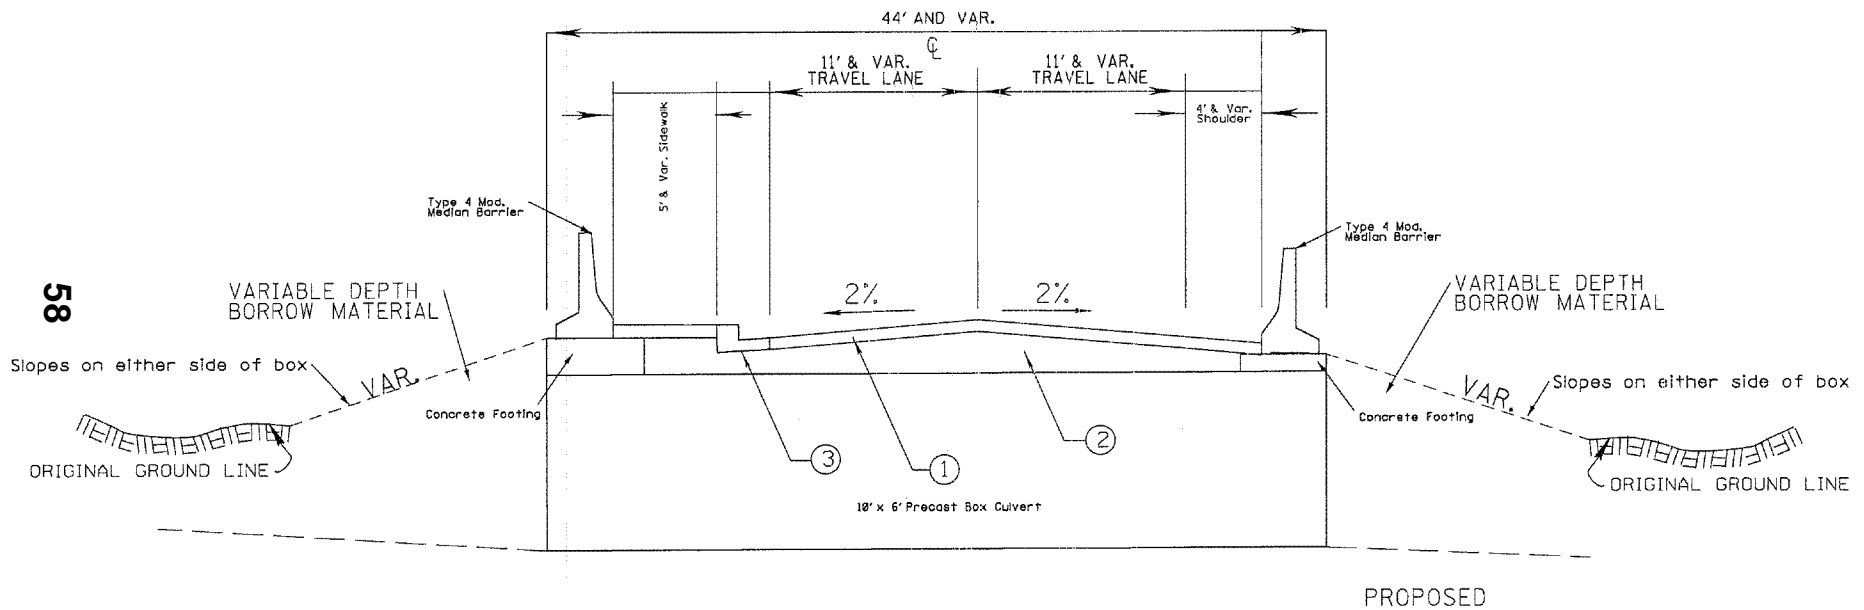 44' AND VAR.
℄
11' & VAR.
TRAVEL LANE
11' & VAR.
TRAVEL LANE
5' & Var. Sidewalk
4' & Var.
Shoulder
Type 4 Mod.
Median Barrier
Type 4 Mod.
Median Barrier
58
VARIABLE DEPTH
BORROW MATERIAL
2%
2%
VARIABLE DEPTH
BORROW MATERIAL
Slopes on either side of box
VAR.
VAR.
Slopes on either side of box
Concrete Footing
Concrete Footing
ORIGINAL GROUND LINE
3
1
2
ORIGINAL GROUND LINE
10' x 6' Precast Box Culvert
PROPOSED